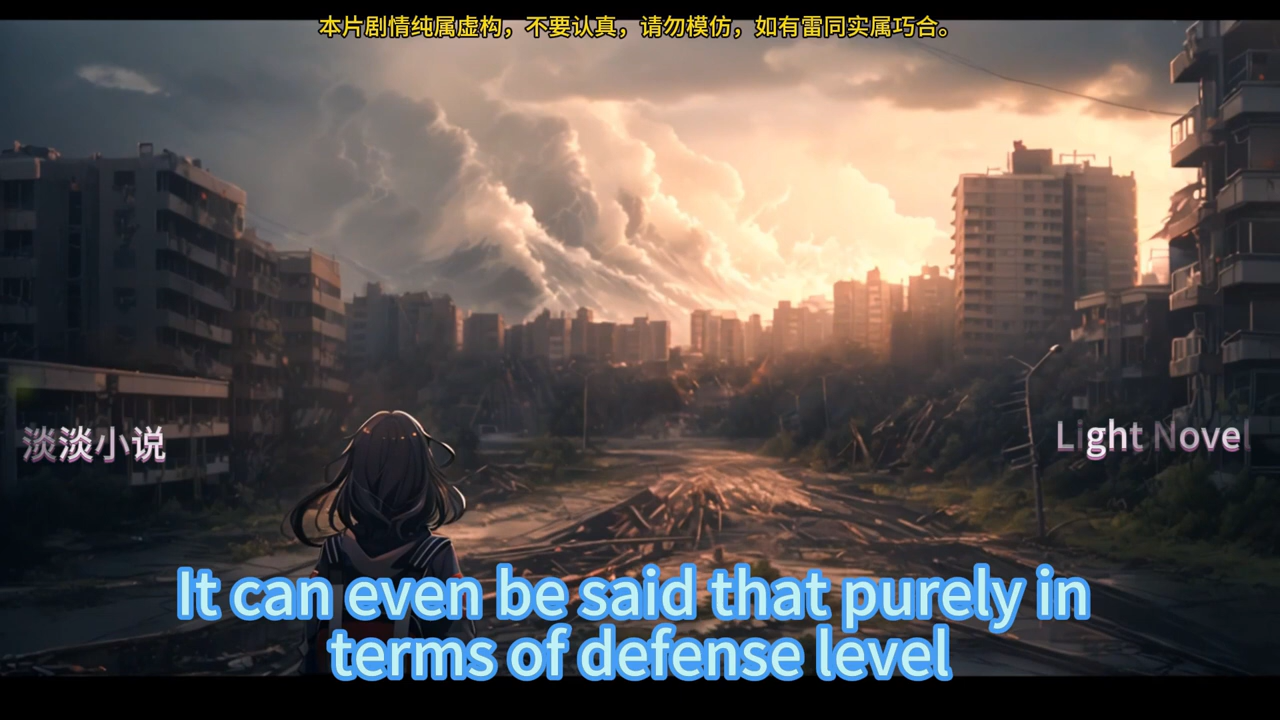 本片剧情纯属虚构，不要认真，请勿模仿，如有雷同实属巧合。
淡淡小说
Light Novel
It can even be said that purely in
terms of defense level